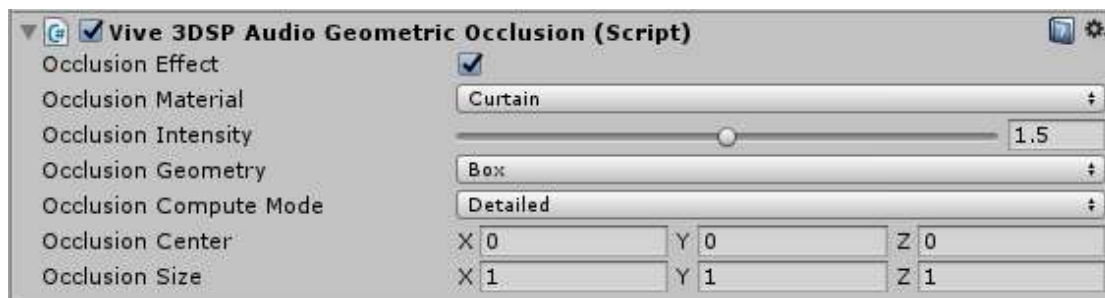 Vive 3DSP Audio Geometric Occlusion (Script)
Occlusion Effect
Occlusion Material Curtain
Occlusion Intensity 1.5
Occlusion Geometry Box
Occlusion Compute Mode Detailed
Occlusion Center X 0 Y 0 Z 0
Occlusion Size X 1 Y 1 Z 1